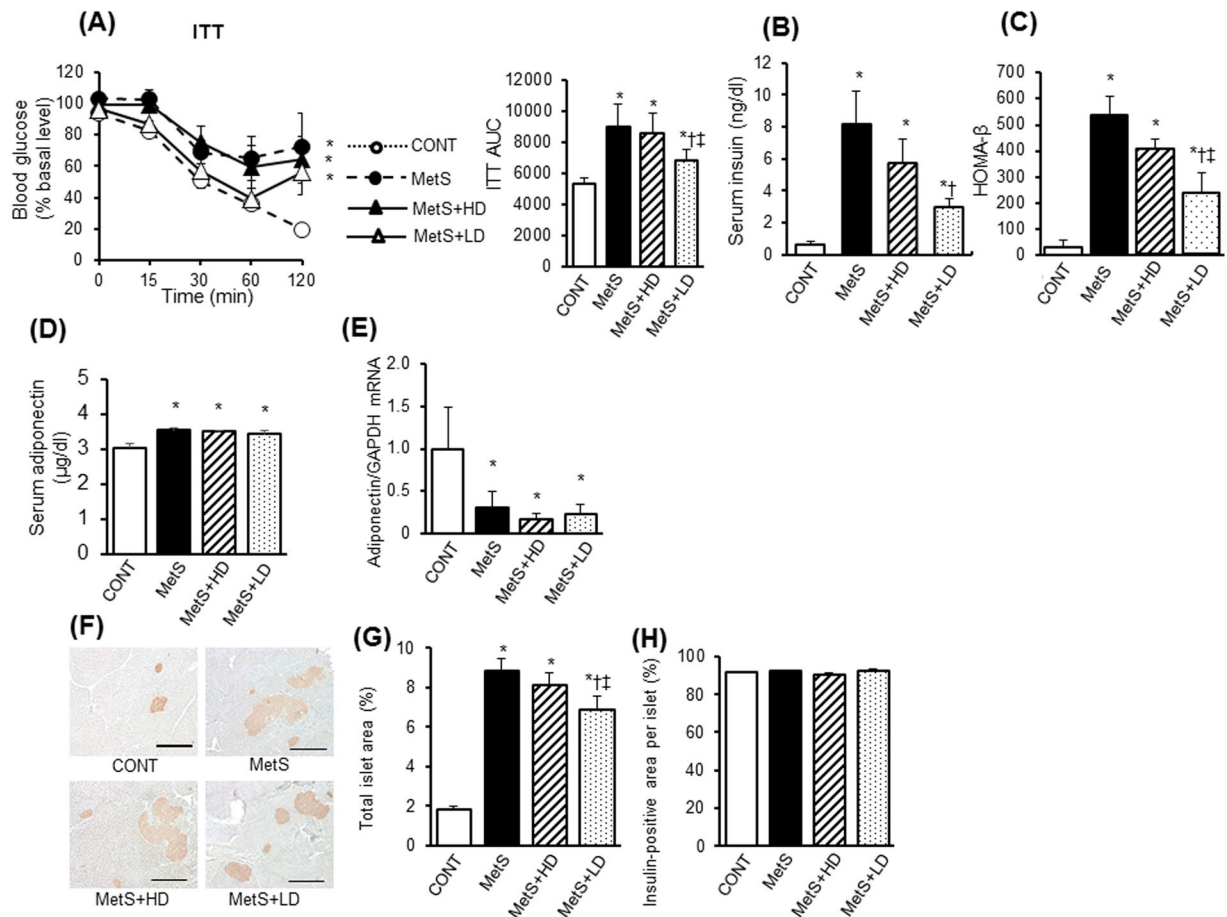 (A)
ITT
Blood glucose
(% basal level)
120
100
80
60
40
20
0
0 15 30 60 120
Time (min)
*
*
*
CONT
MetS
MetS+HD
MetS+LD
ITT AUC
12000
10000
8000
6000
4000
2000
0
* * *†‡
CONT MetS MetS+HD MetS+LD
(B)
Serum insuin (ng/dl)
12
10
8
6
4
2
0
* * *†
CONT MetS MetS+HD MetS+LD
(C)
HOMA-β
700
600
500
400
300
200
100
0
* * *†‡
CONT MetS MetS+HD MetS+LD
(D)
Serum adiponectin
(µg/dl)
5
4
3
2
1
0
* * *
CONT MetS MetS+HD MetS+LD
(E)
Adiponectin/GAPDH mRNA
2.0
1.5
1.0
0.5
0.0
* * *
CONT MetS MetS+HD MetS+LD
(F)
CONT MetS
MetS+HD MetS+LD
(G)
Total islet area (%)
10
8
6
4
2
0
* * *†‡
CONT MetS MetS+HD MetS+LD
(H)
Insulin-positive area per islet (%)
100
80
60
40
20
0
CONT MetS MetS+HD MetS+LD